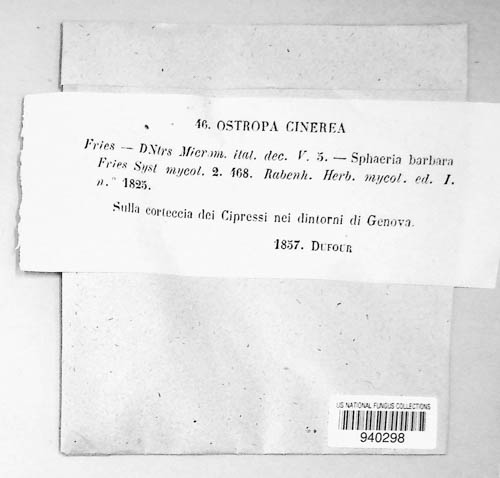 46. OSTROPA CINEREA
Fries — DNtrs Microm. ital. dec. V. 5. — Sphaeria barbara
Fries Syst mycol. 2. 468. Rabenh. Herb. mycol. ed. I.
n.° 1825.
Sulla corteccia dei Cipressi nei dintorni di Genova.
1857. DUFOUR
US NATIONAL FUNGUS COLLECTIONS
940298